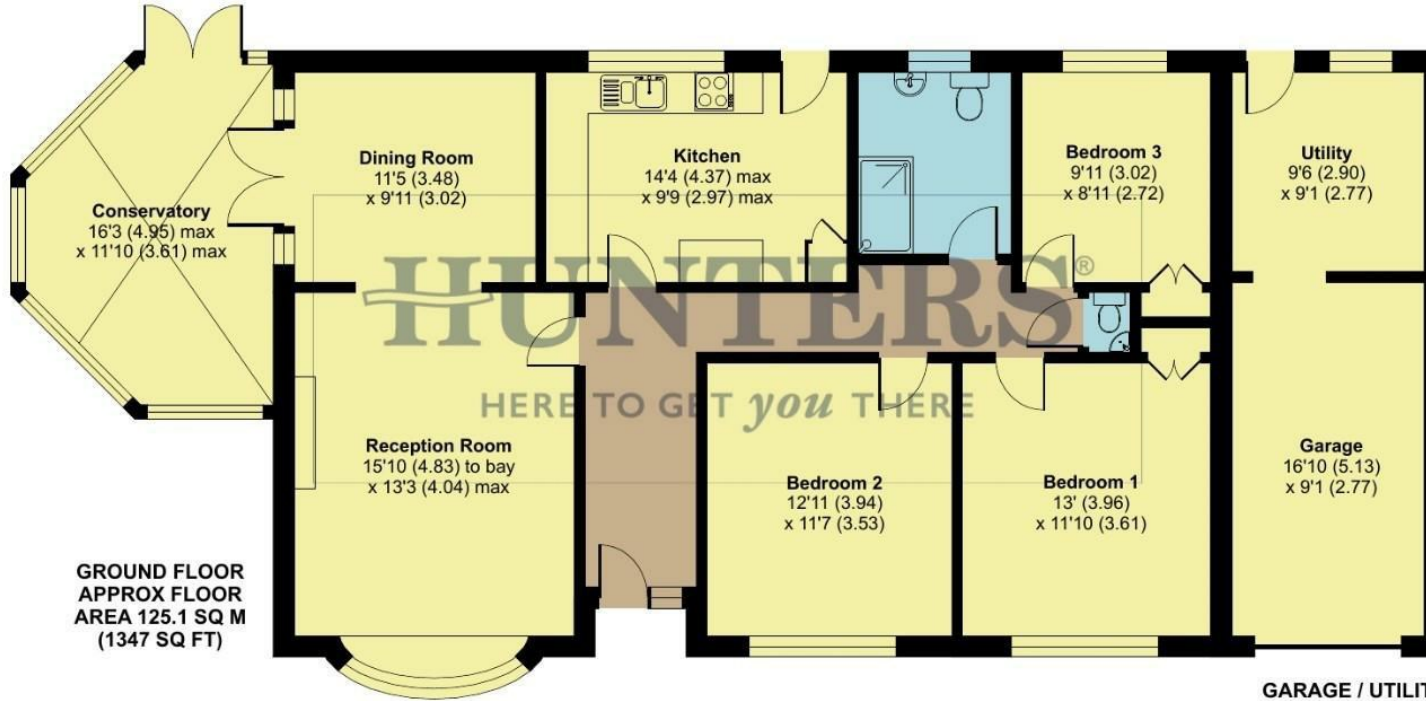 Dining Room
11'5 (3.48)
x 9'11 (3.02)
Kitchen
14'4 (4.37) max
x 9'9 (2.97) max
Bedroom 3
9'11 (3.02)
x 8'11 (2.72)
Utility
9'6 (2.90)
x 9'1 (2.77)
Conservatory
16'3 (4.95) max
x 11'10 (3.61) max
HUNTERS®
HERE TO GET you THERE
Reception Room
15'10 (4.83) to bay
x 13'3 (4.04) max
Bedroom 2
12'11 (3.94)
x 11'7 (3.53)
Bedroom 1
13' (3.96)
x 11'10 (3.61)
Garage
16'10 (5.13)
x 9'1 (2.77)
GROUND FLOOR
APPROX FLOOR
AREA 125.1 SQ M
(1347 SQ FT)
GARAGE / UTILIT